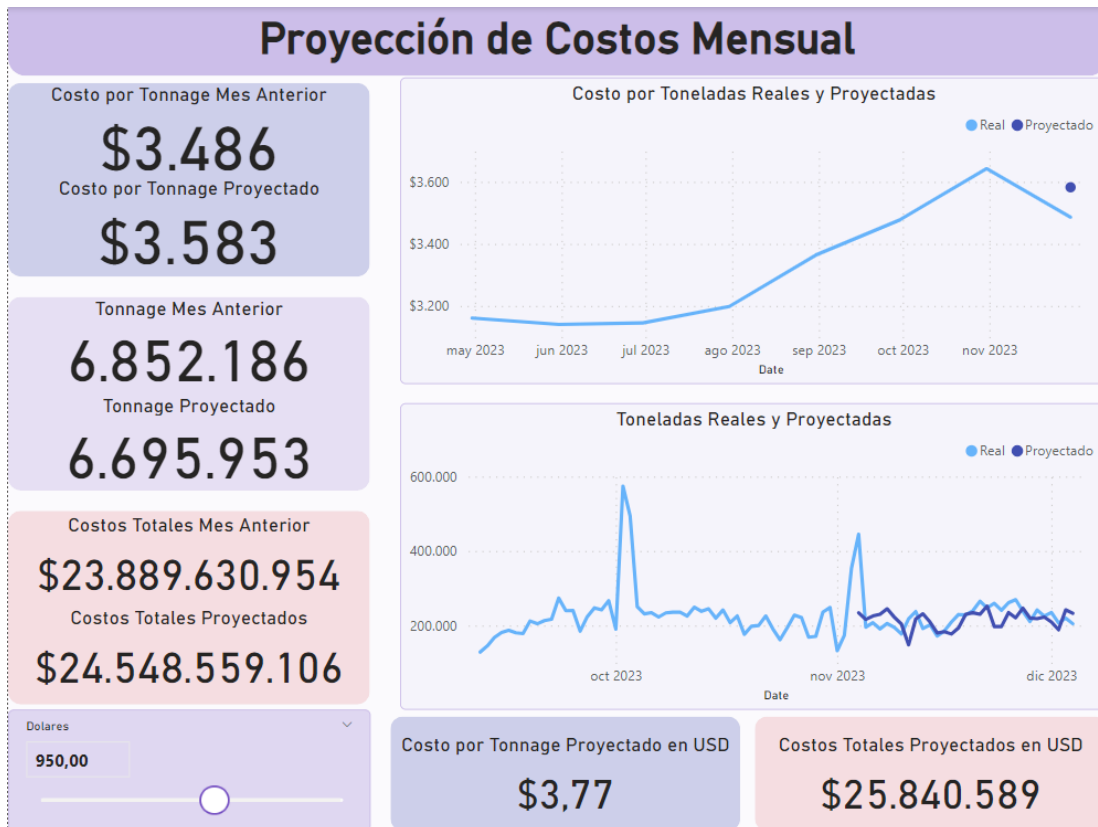 Proyección de Costos Mensual
Costo por Tonnage Mes Anterior
$3.486
Costo por Tonnage Proyectado
$3.583
Tonnage Mes Anterior
6.852.186
Tonnage Proyectado
6.695.953
Costos Totales Mes Anterior
$23.889.630.954
Costos Totales Proyectados
$24.548.559.106
Dolares
950,00
Costo por Toneladas Reales y Proyectadas
Real Proyectado
$3.600
$3.400
$3.200
may 2023 jun 2023 jul 2023 ago 2023 sep 2023 oct 2023 nov 2023
Date
Toneladas Reales y Proyectadas
Real Proyectado
600.000
400.000
200.000
oct 2023 nov 2023 dic 2023
Date
Costo por Tonnage Proyectado en USD
$3,77
Costos Totales Proyectados en USD
$25.840.589